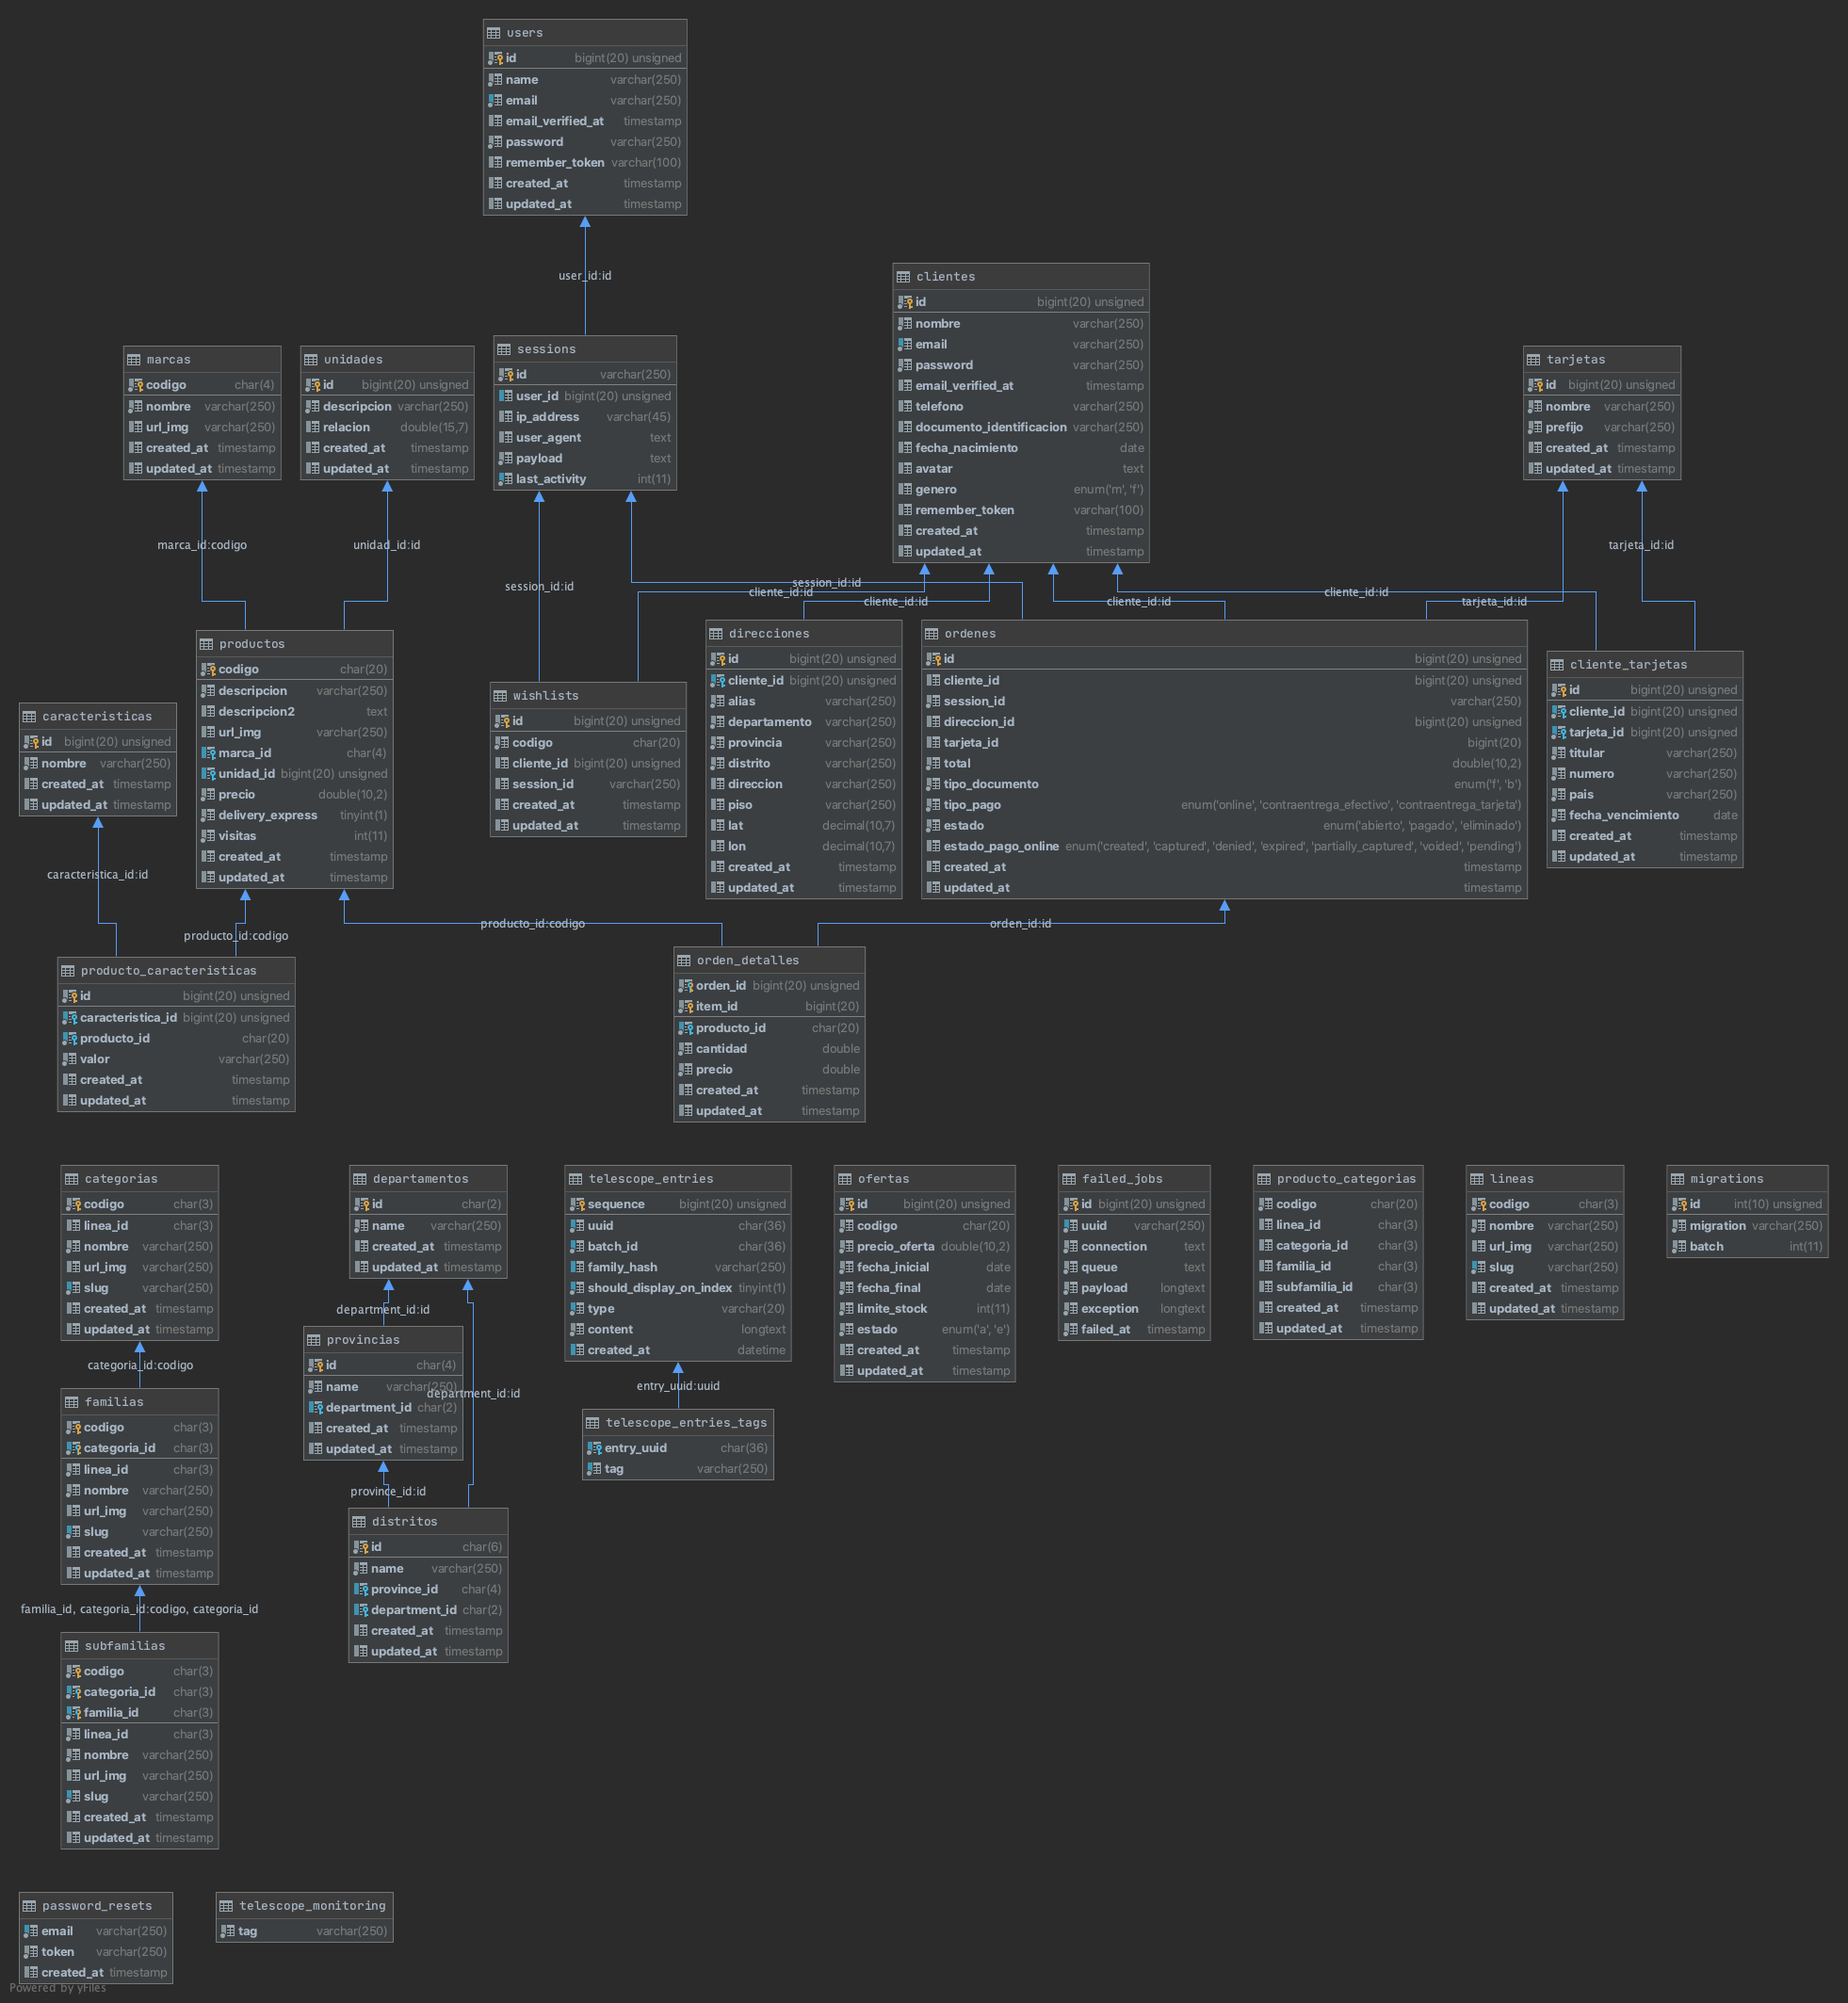 users
id bigint(20) unsigned
name varchar(250)
email varchar(250)
email_verified_at timestamp
password varchar(250)
remember_token varchar(100)
created_at timestamp
updated_at timestamp
user_id:id
clientes
id bigint(20) unsigned
nombre varchar(250)
email varchar(250)
password varchar(250)
email_verified_at timestamp
telefono varchar(250)
documento_identificacion varchar(250)
fecha_nacimiento date
avatar text
genero enum('m', 'f')
remember_token varchar(100)
created_at timestamp
updated_at timestamp
marcas
codigo char(4)
nombre varchar(250)
url_img varchar(250)
created_at timestamp
updated_at timestamp
unidades
id bigint(20) unsigned
descripcion varchar(250)
relacion double(15,7)
created_at timestamp
updated_at timestamp
sessions
id varchar(250)
user_id bigint(20) unsigned
ip_address varchar(45)
user_agent text
payload text
last_activity int(11)
tarjetas
id bigint(20) unsigned
nombre varchar(250)
prefijo varchar(250)
created_at timestamp
updated_at timestamp
marca_id:codigo
unidad_id:id
tarjeta_id:id
session_id:id
session_id:id
cliente_id:id
cliente_id:id
cliente_id:id
cliente_id:id
tarjeta_id:id
productos
codigo char(20)
descripcion varchar(250)
descripcion2 text
url_img varchar(250)
marca_id char(4)
unidad_id bigint(20) unsigned
precio double(10,2)
delivery_express tinyint(1)
visitas int(11)
created_at timestamp
updated_at timestamp
direcciones
id bigint(20) unsigned
cliente_id bigint(20) unsigned
alias varchar(250)
departamento varchar(250)
provincia varchar(250)
distrito varchar(250)
direccion varchar(250)
piso varchar(250)
lat decimal(10,7)
lon decimal(10,7)
created_at timestamp
updated_at timestamp
ordenes
id bigint(20) unsigned
cliente_id bigint(20) unsigned
session_id varchar(250)
direccion_id bigint(20) unsigned
tarjeta_id bigint(20)
total double(10,2)
tipo_documento enum('f', 'b')
tipo_pago enum('online', 'contraentrega_efectivo', 'contraentrega_tarjeta')
estado enum('abierto', 'pagado', 'eliminado')
estado_pago_online enum('created', 'captured', 'denied', 'expired', 'partially_captured', 'voided', 'pending')
created_at timestamp
updated_at timestamp
cliente_tarjetas
id bigint(20) unsigned
cliente_id bigint(20) unsigned
tarjeta_id bigint(20) unsigned
titular varchar(250)
numero varchar(250)
pais varchar(250)
fecha_vencimiento date
created_at timestamp
updated_at timestamp
wishlists
id bigint(20) unsigned
codigo char(20)
cliente_id bigint(20) unsigned
session_id varchar(250)
created_at timestamp
updated_at timestamp
caracteristicas
id bigint(20) unsigned
nombre varchar(250)
created_at timestamp
updated_at timestamp
caracteristica_id:id
producto_id:codigo
producto_id:codigo
orden_id:id
producto_caracteristicas
id bigint(20) unsigned
caracteristica_id bigint(20) unsigned
producto_id char(20)
valor varchar(250)
created_at timestamp
updated_at timestamp
orden_detalles
orden_id bigint(20) unsigned
item_id bigint(20)
producto_id char(20)
cantidad double
precio double
created_at timestamp
updated_at timestamp
categorias
codigo char(3)
linea_id char(3)
nombre varchar(250)
url_img varchar(250)
slug varchar(250)
created_at timestamp
updated_at timestamp
categoria_id:codigo
familias
codigo char(3)
categoria_id char(3)
linea_id char(3)
nombre varchar(250)
url_img varchar(250)
slug varchar(250)
created_at timestamp
updated_at timestamp
familia_id, categoria_id:codigo, categoria_id
subfamilias
codigo char(3)
categoria_id char(3)
familia_id char(3)
linea_id char(3)
nombre varchar(250)
url_img varchar(250)
slug varchar(250)
created_at timestamp
updated_at timestamp
departamentos
id char(2)
name varchar(250)
created_at timestamp
updated_at timestamp
department_id:id
provincias
id char(4)
name varchar(250)
department_id char(2)
created_at timestamp
updated_at timestamp
department_id:id
province_id:id
distritos
id char(6)
name varchar(250)
province_id char(4)
department_id char(2)
created_at timestamp
updated_at timestamp
telescope_entries
sequence bigint(20) unsigned
uuid char(36)
batch_id char(36)
family_hash varchar(250)
should_display_on_index tinyint(1)
type varchar(20)
content longtext
created_at datetime
entry_uuid:uuid
telescope_entries_tags
entry_uuid char(36)
tag varchar(250)
ofertas
id bigint(20) unsigned
codigo char(20)
precio_oferta double(10,2)
fecha_inicial date
fecha_final date
limite_stock int(11)
estado enum('a', 'e')
created_at timestamp
updated_at timestamp
failed_jobs
id bigint(20) unsigned
uuid varchar(250)
connection text
queue text
payload longtext
exception longtext
failed_at timestamp
producto_categorias
codigo char(20)
linea_id char(3)
categoria_id char(3)
familia_id char(3)
subfamilia_id char(3)
created_at timestamp
updated_at timestamp
lineas
codigo char(3)
nombre varchar(250)
url_img varchar(250)
slug varchar(250)
created_at timestamp
updated_at timestamp
migrations
id int(10) unsigned
migration varchar(250)
batch int(11)
password_resets
email varchar(250)
token varchar(250)
created_at timestamp
telescope_monitoring
tag varchar(250)
Powered by yFiles